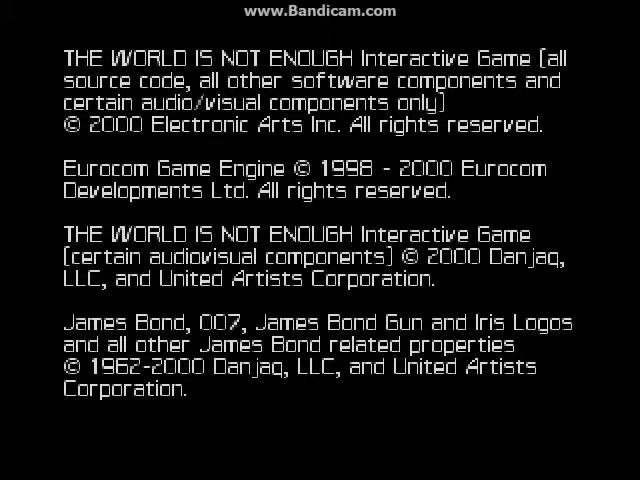 www.Bandicam.com
THE WORLD IS NOT ENOUGH Interactive Game (all
source code, all other software components and
certain audio/visual components only)
© 2000 Electronic Arts Inc. All rights reserved.
Eurocom Game Engine © 1998 - 2000 Eurocom
Developments Ltd. All rights reserved.
THE WORLD IS NOT ENOUGH Interactive Game
(certain audiovisual components) © 2000 Danjaq,
LLC, and United Artists Corporation.
James Bond, 007, James Bond Gun and Iris Logos
and all other James Bond related properties
© 1962-2000 Danjaq, LLC, and United Artists
Corporation.